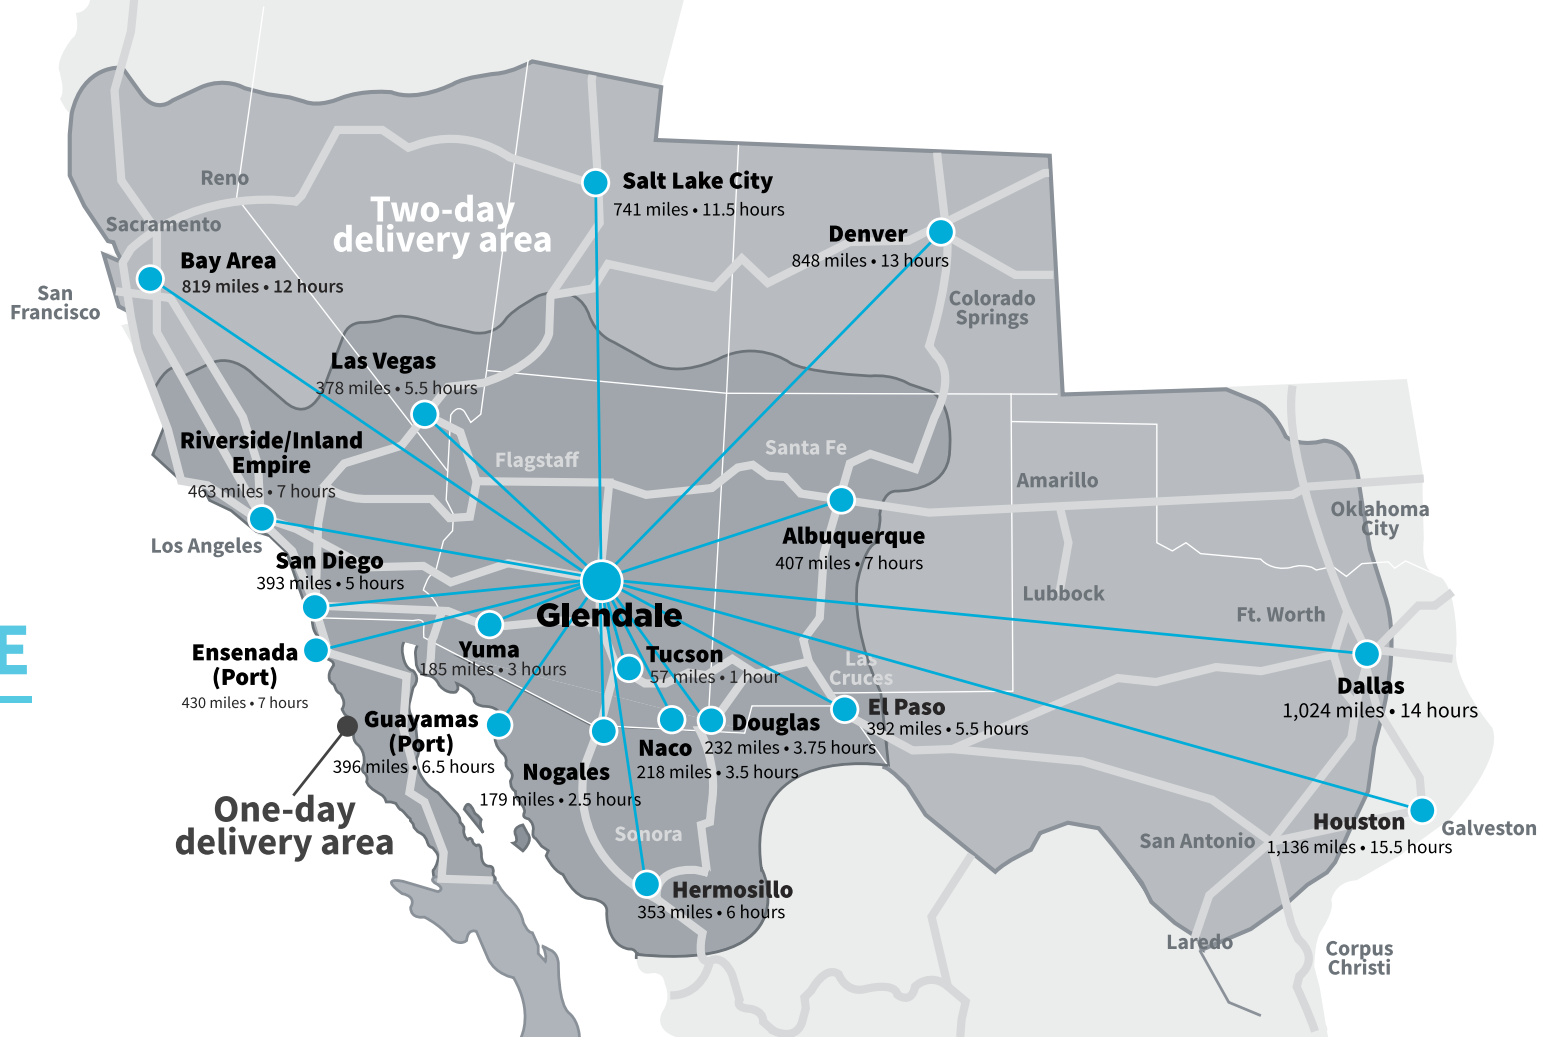 Reno
Two-day
delivery area
Salt Lake City
741 miles • 11.5 hours
Sacramento
Denver
848 miles • 13 hours
Bay Area
819 miles • 12 hours
San
Francisco
Colorado
Springs
Las Vegas
378 miles • 5.5 hours
Riverside/Inland
Empire
463 miles • 7 hours
Flagstaff
Santa Fe
Amarillo
Oklahoma
City
Los Angeles
Albuquerque
407 miles • 7 hours
San Diego
393 miles • 5 hours
Glendale
Lubbock
Ft. Worth
E
Ensenada
(Port)
430 miles • 7 hours
Yuma
185 miles • 3 hours
Tucson
57 miles • 1 hour
Las
Cruces
Dallas
1,024 miles • 14 hours
Guayamas
(Port)
396 miles • 6.5 hours
El Paso
392 miles • 5.5 hours
Douglas
232 miles • 3.75 hours
Naco
218 miles • 3.5 hours
Nogales
179 miles • 2.5 hours
One-day
delivery area
Sonora
San Antonio
Houston
1,136 miles • 15.5 hours
Galveston
Hermosillo
353 miles • 6 hours
Laredo
Corpus
Christi